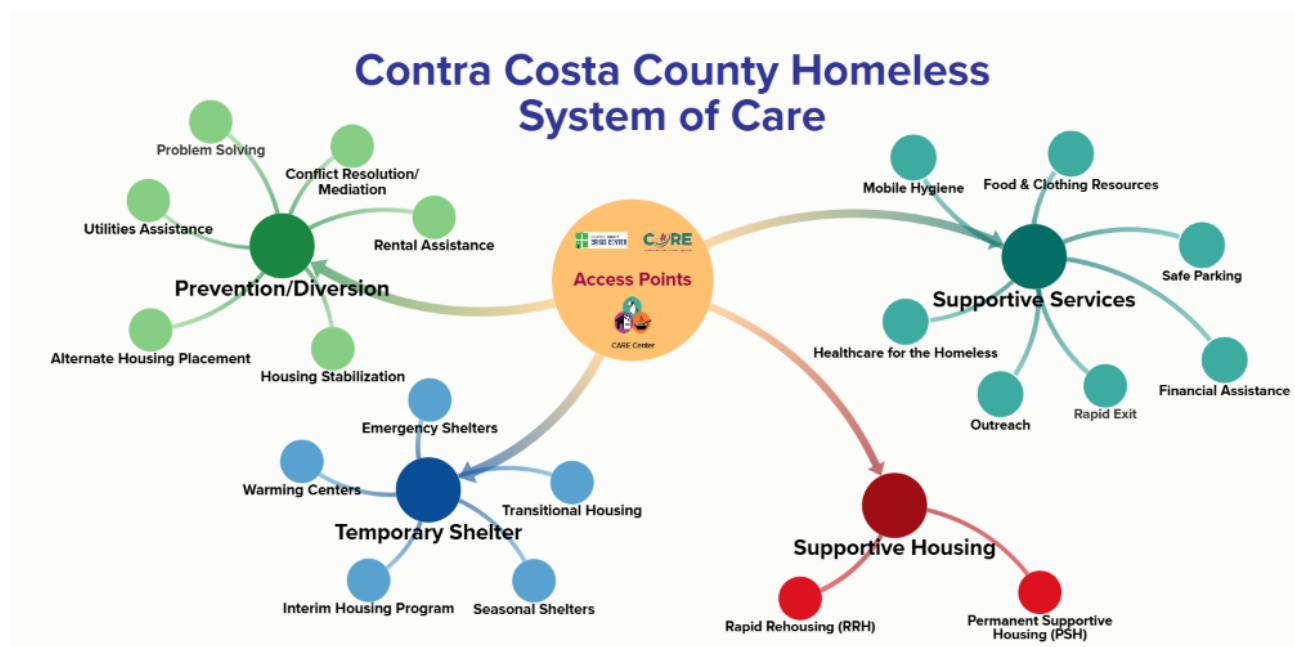 Contra Costa County Homeless
System of Care
Problem Solving
Conflict Resolution/
Mediation
Utilities Assistance
Rental Assistance
Prevention/Diversion
Alternate Housing Placement
Housing Stabilization
CRISIS CENTER
CORE
Access Points
CARE Center
Mobile Hygiene
Food & Clothing Resources
Safe Parking
Supportive Services
Healthcare for the Homeless
Financial Assistance
Outreach
Rapid Exit
Emergency Shelters
Warming Centers
Transitional Housing
Temporary Shelter
Interim Housing Program
Seasonal Shelters
Supportive Housing
Rapid Rehousing (RRH)
Permanent Supportive
Housing (PSH)